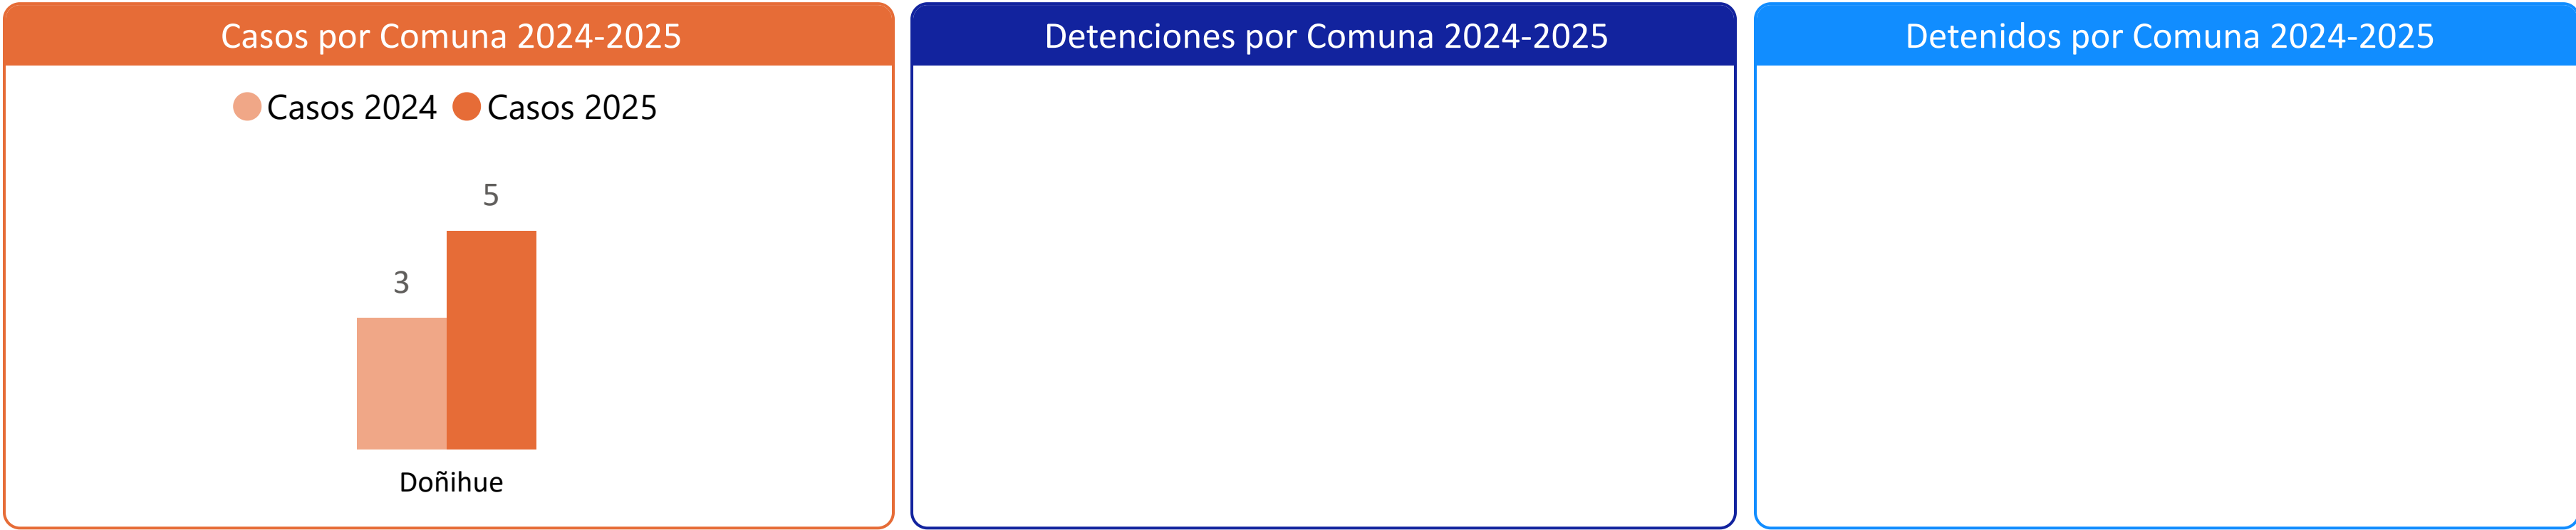 Casos por Comuna 2024-2025
Casos 2024 Casos 2025
5
3
Doñihue
Detenciones por Comuna 2024-2025
Detenidos por Comuna 2024-2025